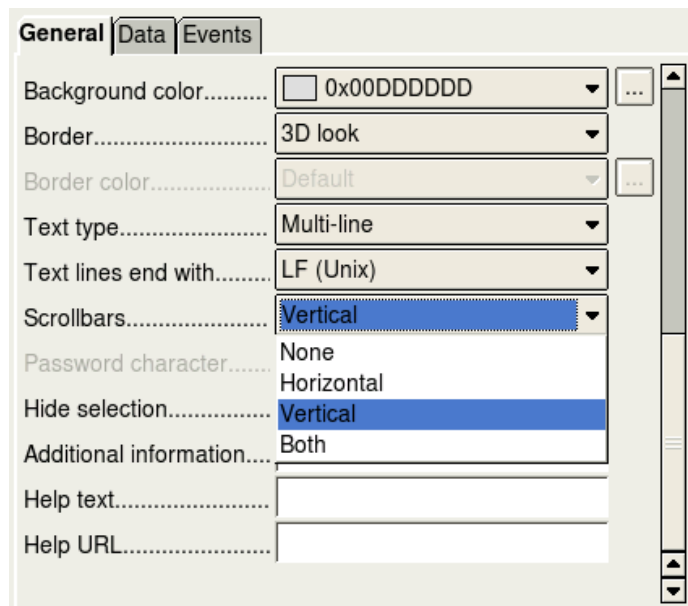 General Data Events
Background color.......... 0x00DDDDDD ...
Border............................ 3D look
Border color................... Default ...
Text type....................... Multi-line
Text lines end with......... LF (Unix)
Scrollbars...................... Vertical
None
Password character.......
Horizontal
Hide selection................ Vertical
Both
Additional information....
Help text........................
Help URL.......................